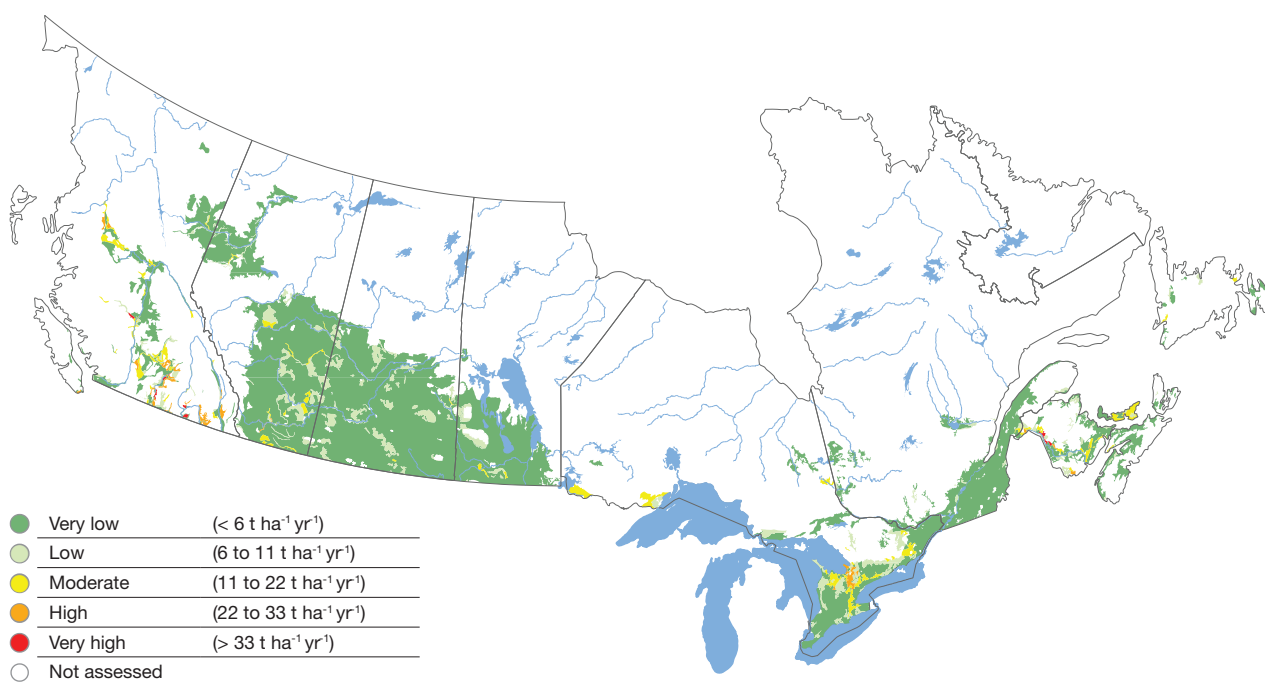 Very low (< 6 t ha⁻¹ yr⁻¹)
Low (6 to 11 t ha⁻¹ yr⁻¹)
Moderate (11 to 22 t ha⁻¹ yr⁻¹)
High (22 to 33 t ha⁻¹ yr⁻¹)
Very high (> 33 t ha⁻¹ yr⁻¹)
Not assessed